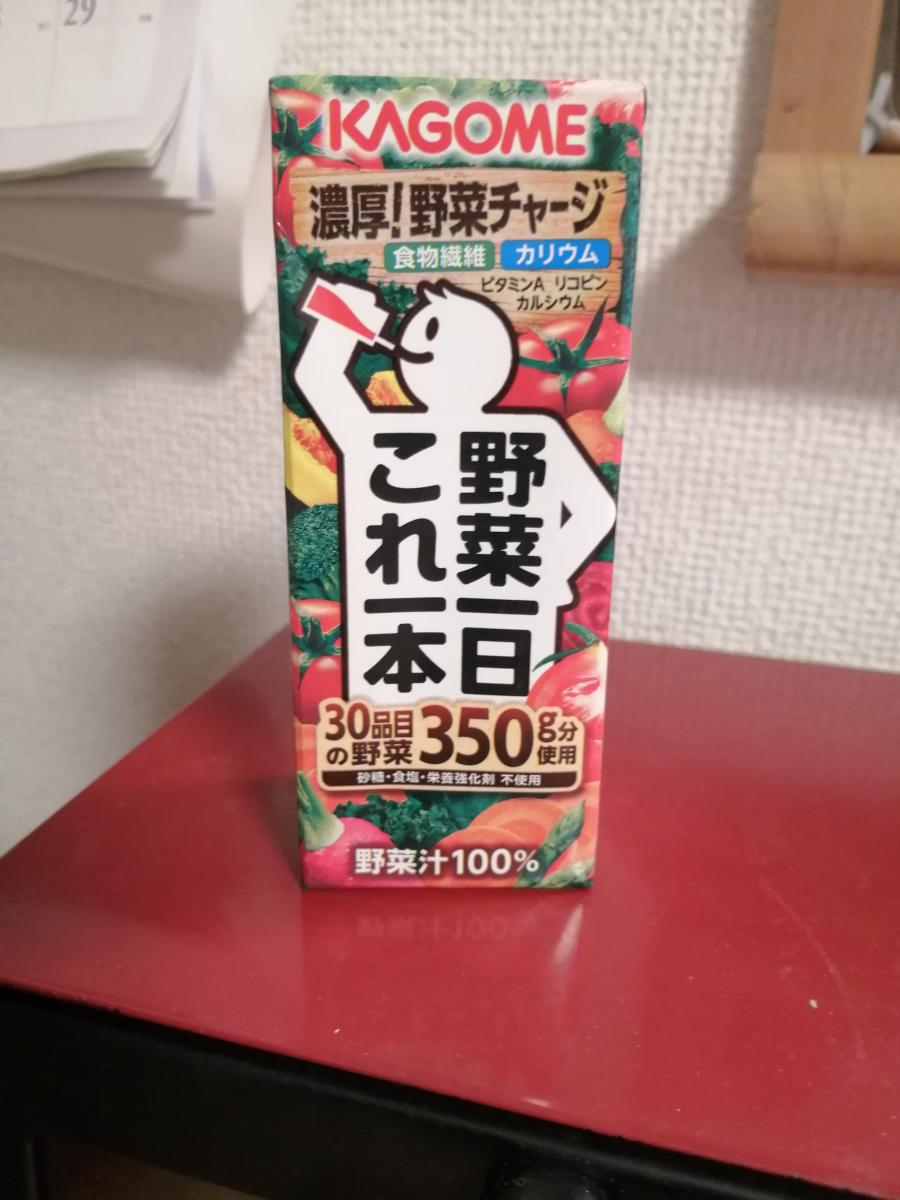 29
KAGOME
濃厚!野菜チャージ
食物繊維 カリウム
ビタミンA リコピン
カルシウム
野菜一日
これ一本
30品目
の野菜
350g分
使用
砂糖・食塩・栄養強化剤 不使用
野菜汁100%